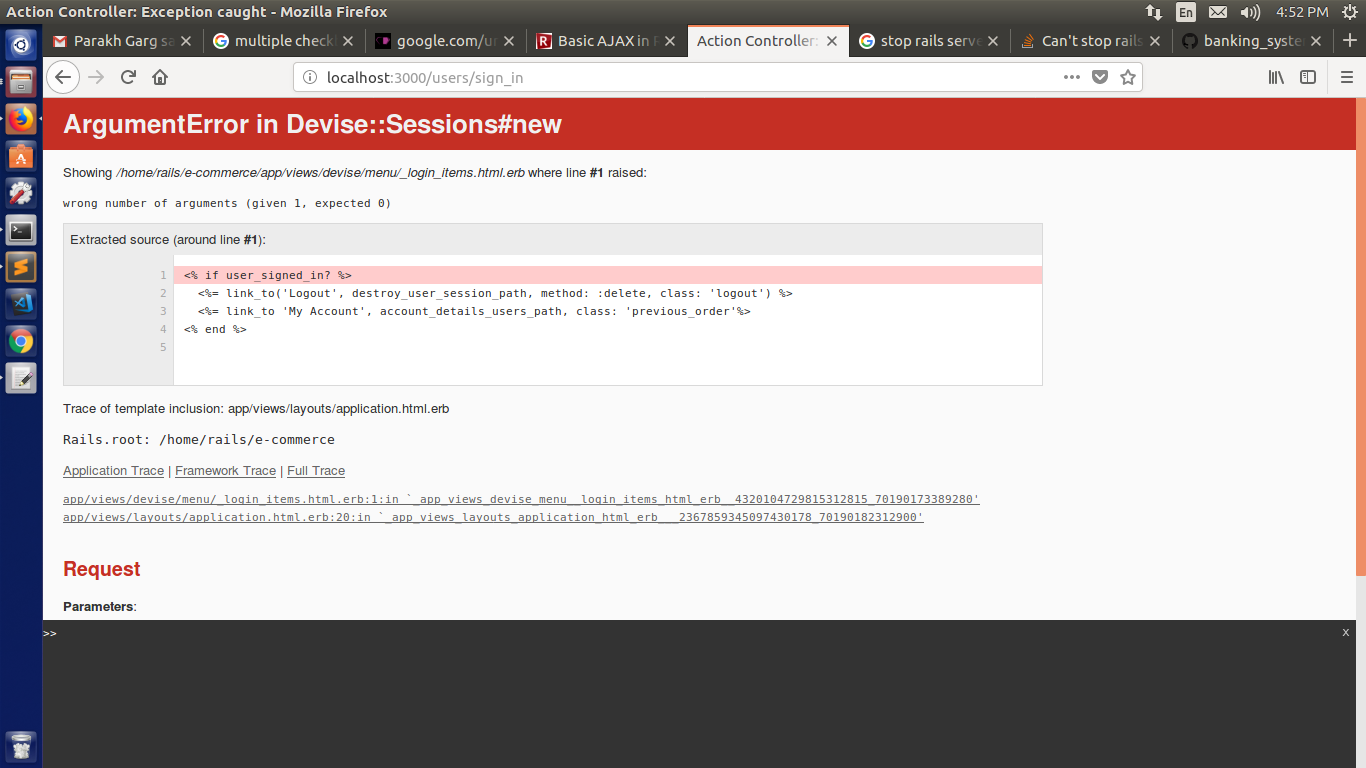 Action Controller: Exception caught - Mozilla Firefox
En
4:52 PM
Parakh Garg sa
multiple check
google.com/ur
Basic AJAX in
Action Controller:
stop rails serve
Can't stop rails
banking_syste
localhost:3000/users/sign_in
ArgumentError in Devise::Sessions#new
Showing /home/rails/e-commerce/app/views/devise/menu/_login_items.html.erb where line #1 raised:
wrong number of arguments (given 1, expected 0)
Extracted source (around line #1):
1 <% if user_signed_in? %>
2 <%= link_to('Logout', destroy_user_session_path, method: :delete, class: 'logout') %>
3 <%= link_to 'My Account', account_details_users_path, class: 'previous_order'%>
4 <% end %>
5
Trace of template inclusion: app/views/layouts/application.html.erb
Rails.root: /home/rails/e-commerce
Application Trace | Framework Trace | Full Trace
app/views/devise/menu/_login_items.html.erb:1:in `_app_views_devise_menu__login_items_html_erb__4320104729815312815_70190173389280'
app/views/layouts/application.html.erb:20:in `_app_views_layouts_application_html_erb___2367859345097430178_70190182312900'
Request
Parameters:
>>
x